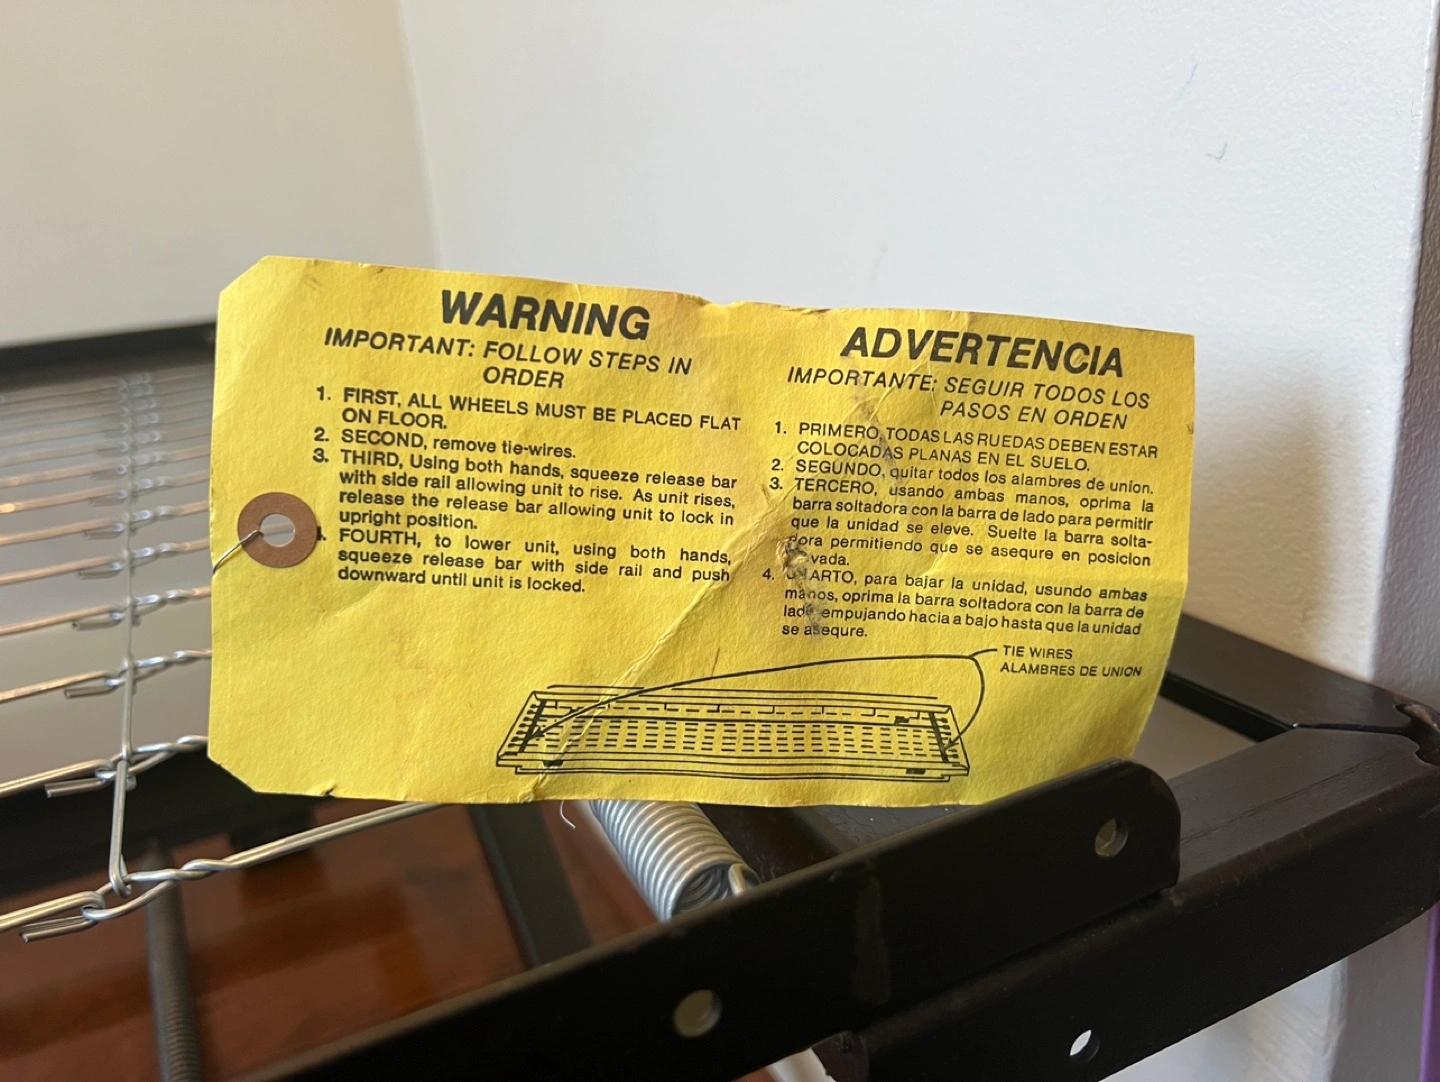 WARNING
IMPORTANT: FOLLOW STEPS IN
ORDER
1. FIRST, ALL WHEELS MUST BE PLACED FLAT
ON FLOOR.
2. SECOND, remove tie-wires.
3. THIRD, Using both hands, squeeze release bar
with side rail allowing unit to rise. As unit rises,
release the release bar allowing unit to lock in
upright position.
FOURTH, to lower unit, using both hands,
squeeze release bar with side rail and push
downward until unit is locked.
ADVERTENCIA
IMPORTANTE: SEGUIR TODOS LOS
PASOS EN ORDEN
1. PRIMERO, TODAS LAS RUEDAS DEBEN ESTAR
COLOCADAS PLANAS EN EL SUELO.
2. SEGUNDO, quitar todos los alambres de union.
3. TERCERO, usando ambas manos, oprima la
barra soltadora con la barra de lado para permitir
que la unidad se eleve. Suelte la barra solta-
dora permitiendo que se asequre en posicion
4. para bajar la unidad, usundo ambas
manos, oprima la barra soltadora con la barra de
lado empujando hacia a bajo hasta que la unidad
se asequre.
TIE WIRES
ALAMBRES DE UNION